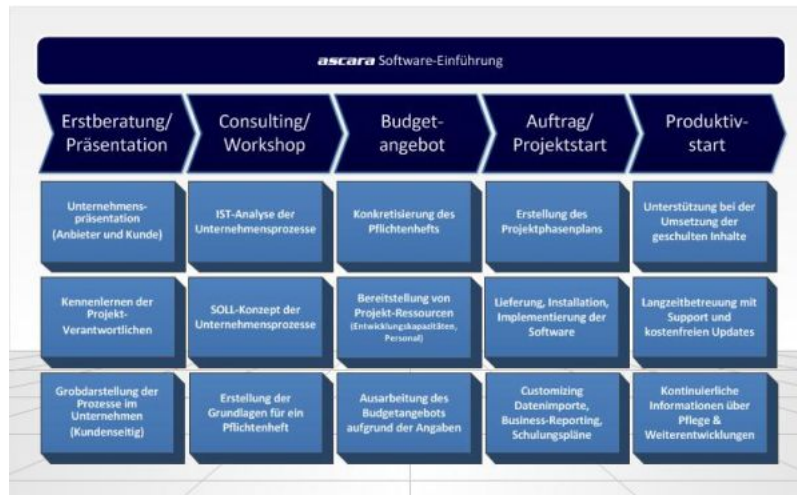 ascara Software-Einführung
Erstberatung/
Präsentation
Consulting/
Workshop
Budget-
angebot
Auftrag/
Projektstart
Produktiv-
start
Unternehmens-
präsentation
(Anbieter und Kunde)
IST-Analyse der
Unternehmensprozesse
Konkretisierung des
Pflichtenhefts
Erstellung des
Projektphasenplans
Unterstützung bei der
Umsetzung der
geschulten Inhalte
Kennenlernen der
Projekt-
Verantwortlichen
SOLL-Konzept der
Unternehmensprozesse
Bereitstellung von
Projekt-Ressourcen
(Entwicklungskapazitäten,
Personal)
Lieferung, Installation,
Implementierung der
Software
Langzeitbetreuung mit
Support und
kostenfreien Updates
Grobdarstellung der
Prozesse im
Unternehmen
(Kundenseitig)
Erstellung der
Grundlagen für ein
Pflichtenheft
Ausarbeitung des
Budgetangebots
aufgrund der Angaben
Customizing
Datenimporte,
Business-Reporting,
Schulungspläne
Kontinuierliche
Informationen über
Pflege &
Weiterentwicklungen